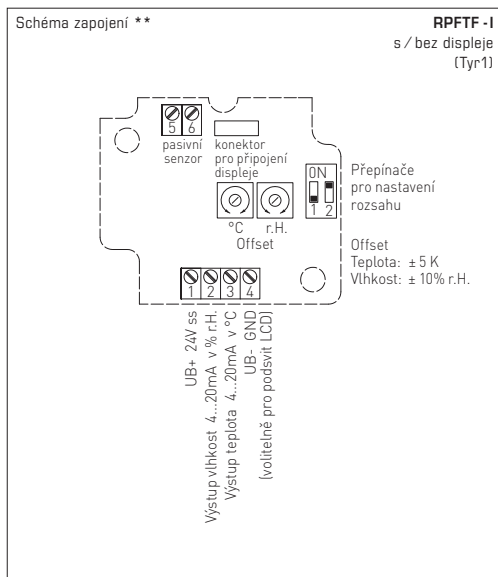 Schéma zapojení **
RPFTF - I
s / bez displeje
(Tyr1)
5 6
pasivní
senzor
konektor
pro připojení
displeje
ON
1 2
Přepínače
pro nastavení
rozsahu
°C r.H.
Offset
Offset
Teplota: ± 5 K
Vlhkost: ± 10% r.H.
1 2 3 4
UB+ 24V ss
Výstup vlhkost 4...20mA v % r.H.
Výstup teplota 4...20mA v °C
UB- GND
(volitelně pro podsvit LCD)